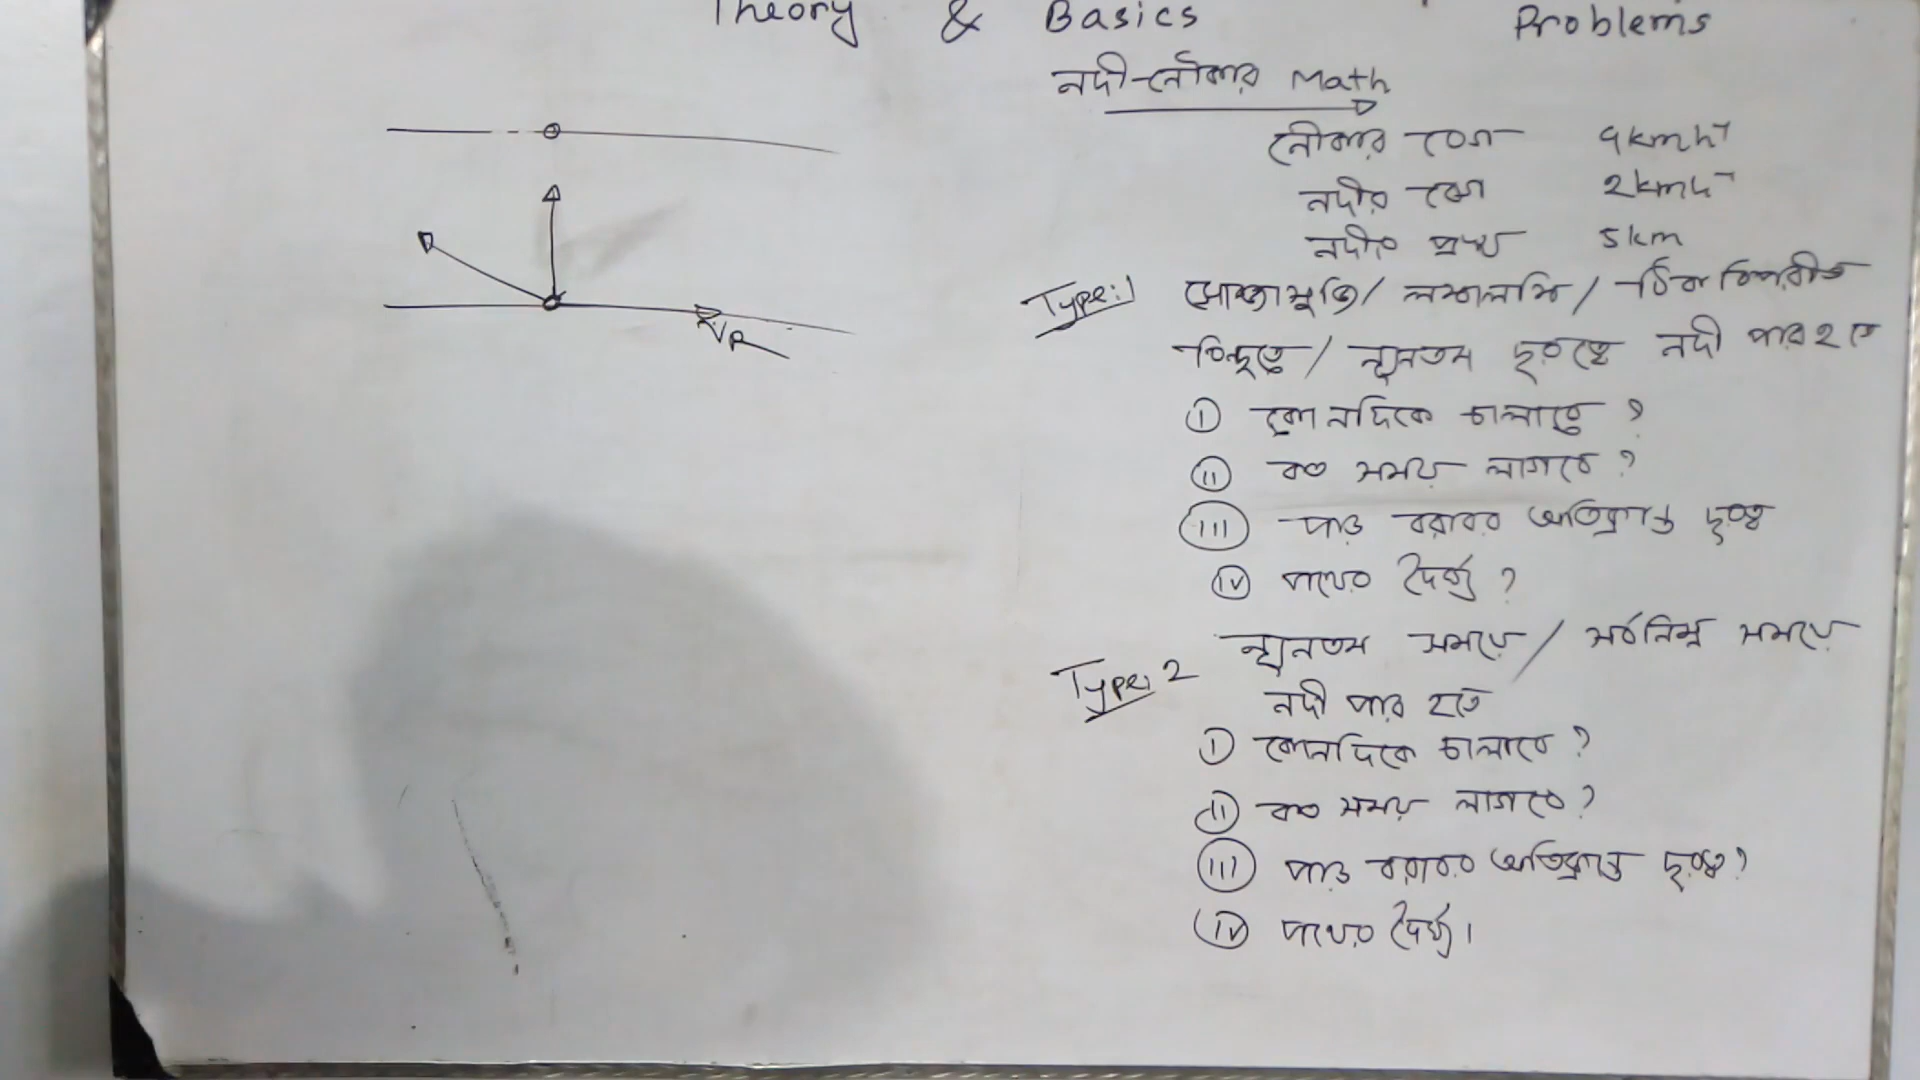 Theory & Basics Problems
নদী-নৌকার Math
নৌকার বেগ 4kmh⁻¹
নদীর বেগ 2kmh⁻¹
নদীর প্রস্থ 5km
Type:1 সোজাসুজি/ লম্বালম্বি/ ঠিক বিপরীত
বিন্দুতে/ ন্যূনতম দূরত্বে নদী পার হতে
(I) কোনদিকে চালাবে?
(II) কত সময় লাগবে?
(III) পাড় বরাবর অতিক্রান্ত দূরত্ব
(IV) পথের দৈর্ঘ্য?
Type: 2 ন্যূনতম সময়ে/ সর্বনিম্ন সময়ে
নদী পার হতে
(I) কোনদিকে চালাবে?
(II) কত সময় লাগবে?
(III) পাড় বরাবর অতিক্রান্ত দূরত্ব?
(IV) পথের দৈর্ঘ্য।
VR